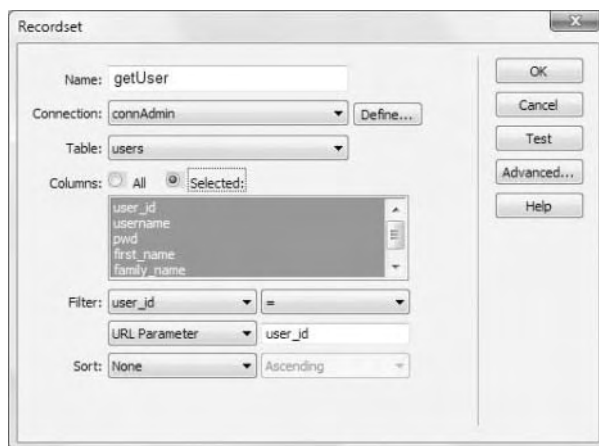 Recordset
Name: getUser
OK
Connection: connAdmin Define...
Cancel
Table: users
Test
Columns: All Selected:
Advanced...
user_id
username
pwd
first_name
family_name
Help
Filter: user_id =
URL Parameter user_id
Sort: None Ascending